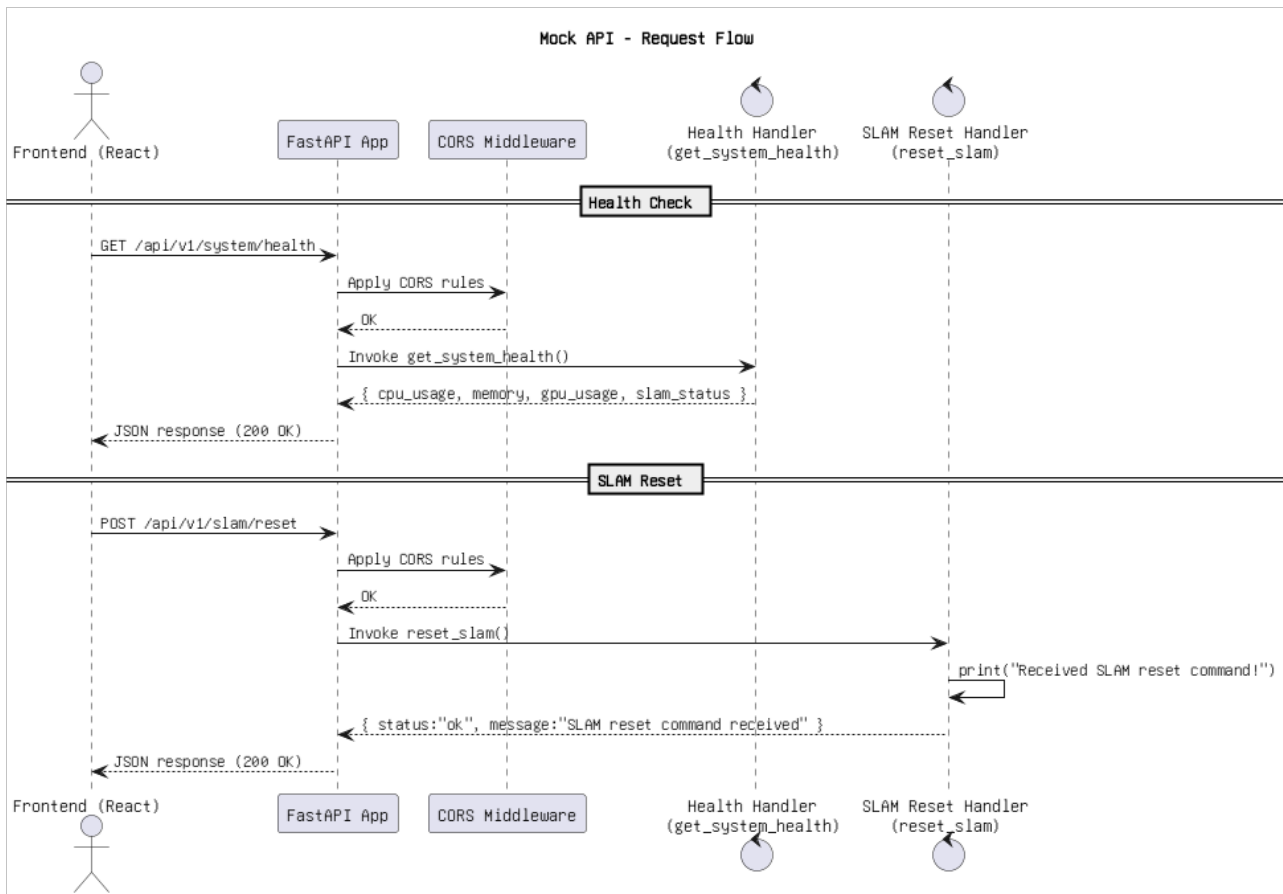 Mock API - Request Flow
Frontend (React)
FastAPI App
CORS Middleware
Health Handler
(get_system_health)
SLAM Reset Handler
(reset_slam)
Health Check
GET /api/v1/system/health
Apply CORS rules
OK
Invoke get_system_health()
{ cpu_usage, memory, gpu_usage, slam_status }
JSON response (200 OK)
SLAM Reset
POST /api/v1/slam/reset
Apply CORS rules
OK
Invoke reset_slam()
print("Received SLAM reset command!")
{ status:"ok", message:"SLAM reset command received" }
JSON response (200 OK)
Frontend (React)
FastAPI App
CORS Middleware
Health Handler
(get_system_health)
SLAM Reset Handler
(reset_slam)